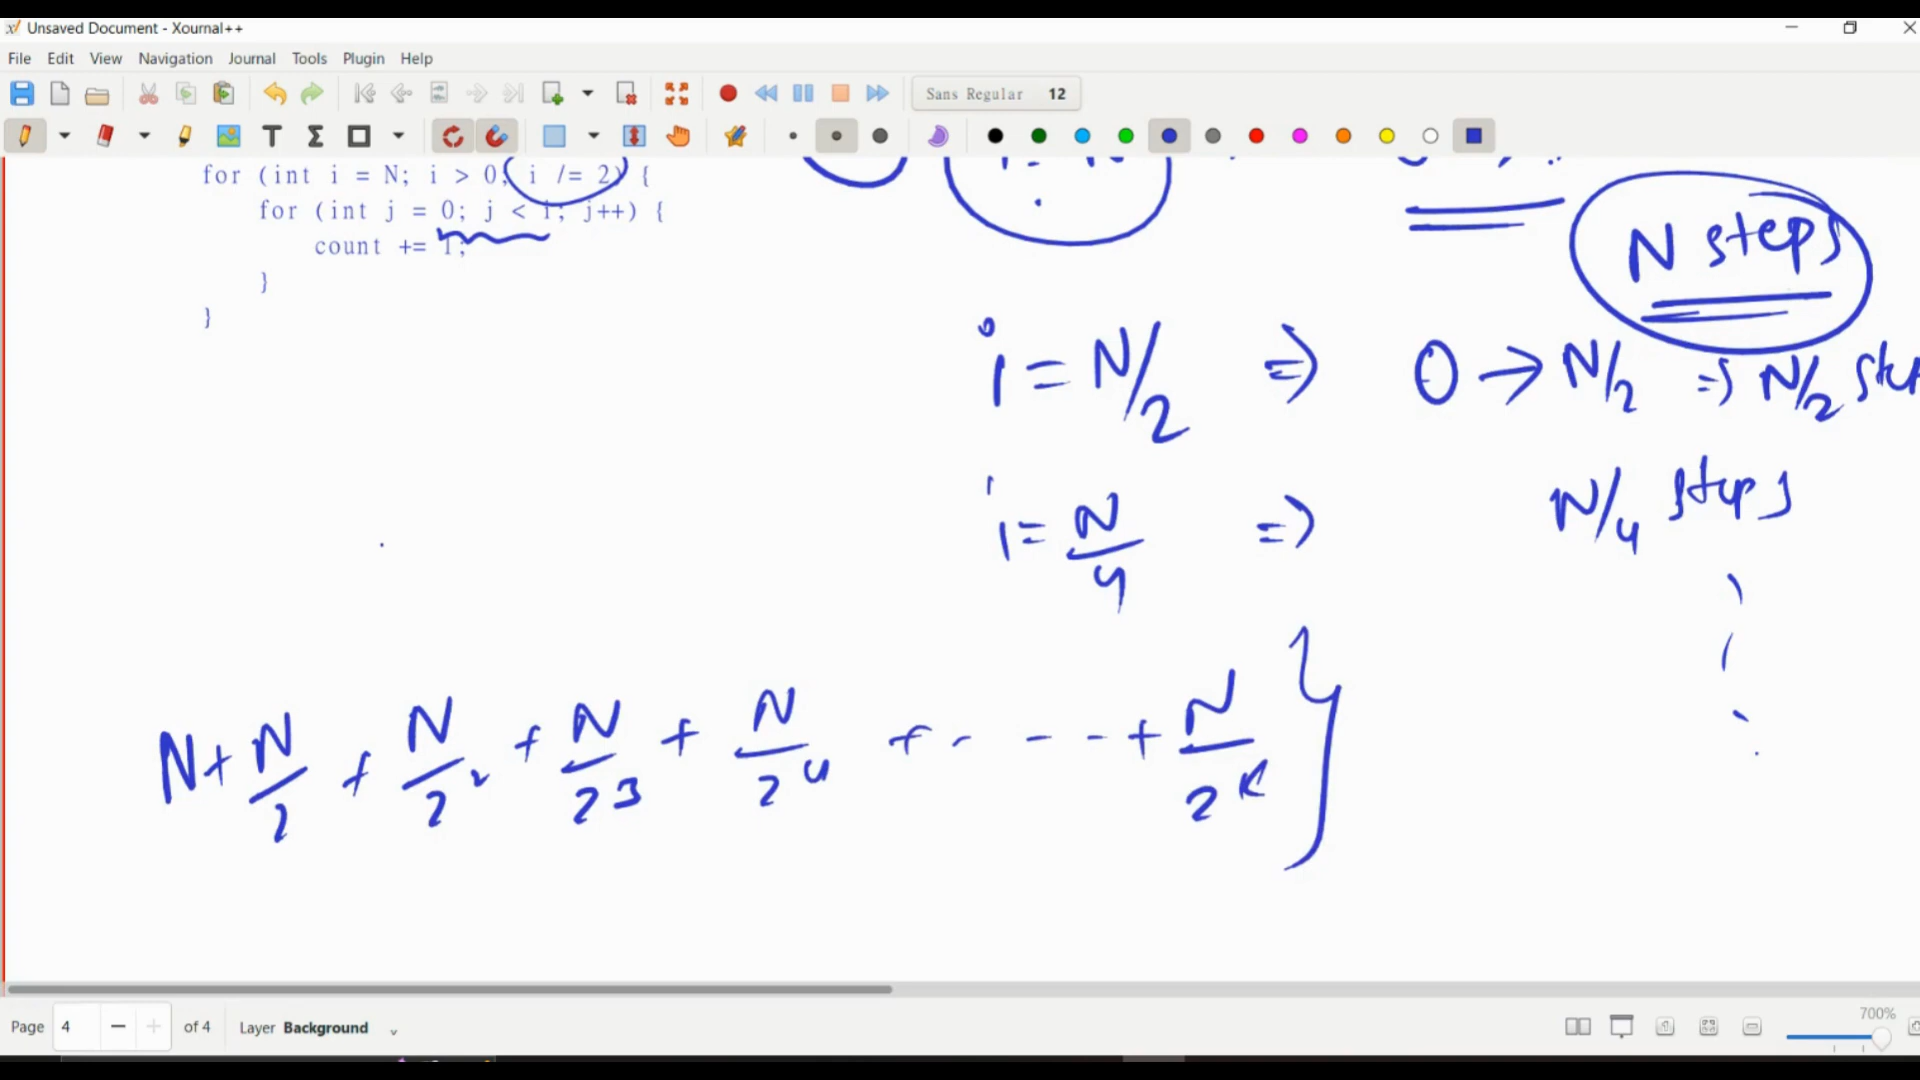 Unsaved Document - Xournal++
File Edit View Navigation Journal Tools Plugin Help
Sans Regular 12
for (int i = N; i > 0; i /= 2) {
for (int j = 0; j < i; j++) {
count += 1;
}
}
N steps
i = N/2 => 0 → N/2 => N/2 ste
i = N/4 => N/4 steps
N + N/2 + N/2^2 + N/2^3 + N/2^4 + - - - - + N/2^K }
Page 4 of 4 Layer Background
700%